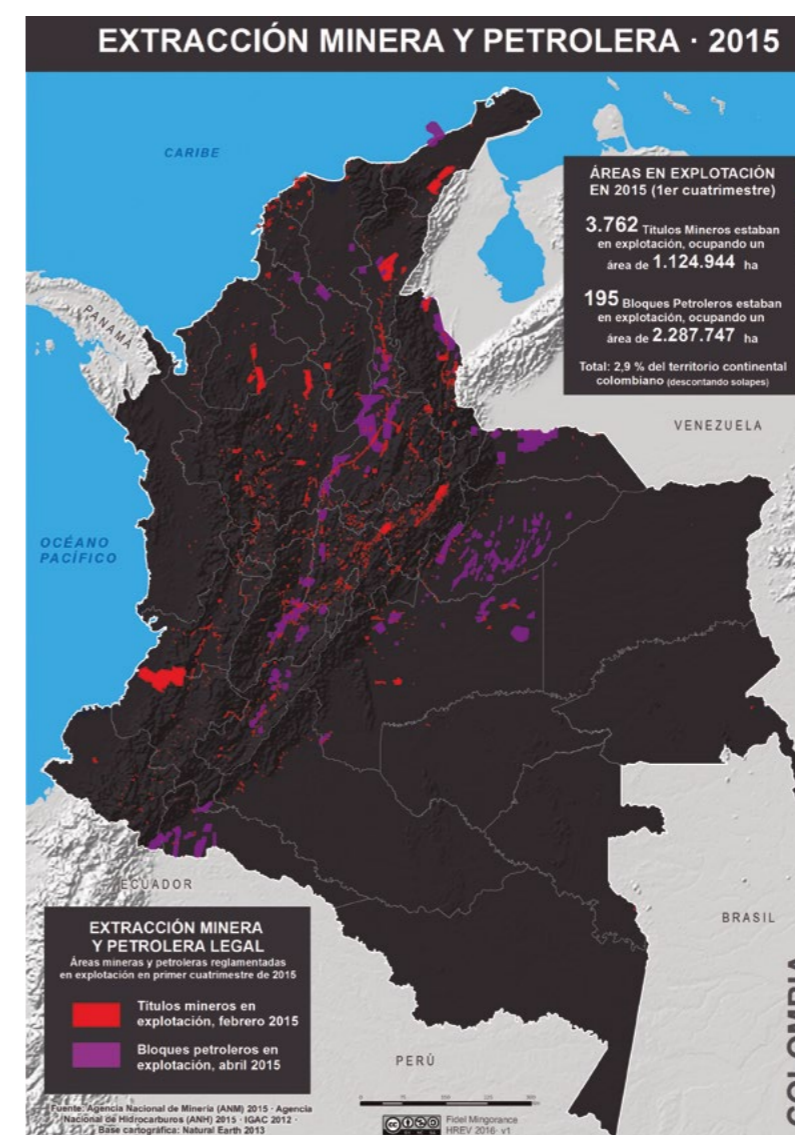 EXTRACCIÓN MINERA Y PETROLERA · 2015
CARIBE
ÁREAS EN EXPLOTACIÓN
EN 2015 (1er cuatrimestre)
3.762 Títulos Mineros estaban
en explotación, ocupando un
área de 1.124.944 ha
195 Bloques Petroleros estaban
en explotación, ocupando un
área de 2.287.747 ha
Total: 2,9 % del territorio continental
colombiano (descontando solapes)
PANAMÁ
VENEZUELA
OCÉANO
PACÍFICO
ECUADOR
BRASIL
EXTRACCIÓN MINERA
Y PETROLERA LEGAL
Áreas mineras y petroleras reglamentadas
en explotación en primer cuatrimestre de 2015
Títulos mineros en
explotación, febrero 2015
Bloques petroleros en
explotación, abril 2015
PERÚ
COLOMBIA
Fuente: Agencia Nacional de Minería (ANM) 2015 · Agencia
Nacional de Hidrocarburos (ANH) 2015 · IGAC 2012 ·
Base cartográfica: Natural Earth 2013
Fidel Mingorance
HREV 2016· v1